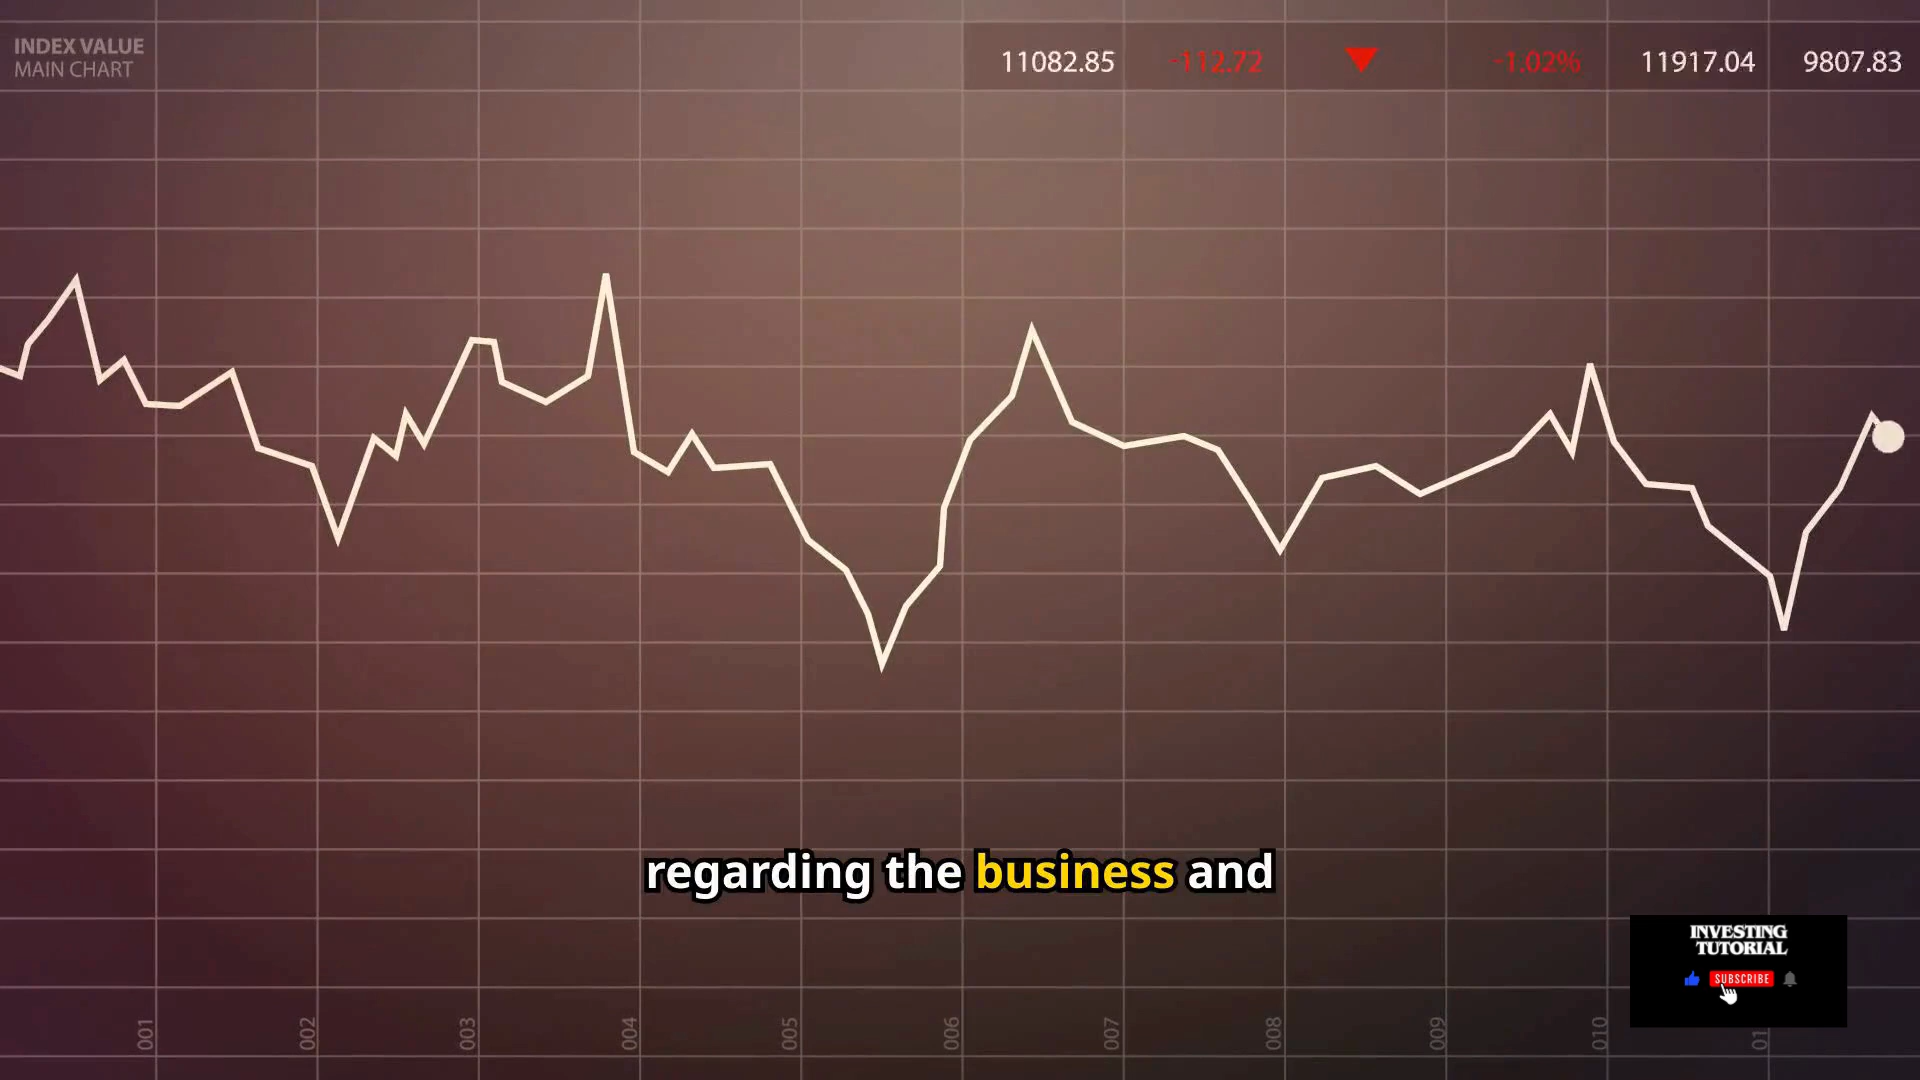 INDEX VALUE
MAIN CHART
11082.85 -112.72 -1.02% 11917.04 9807.83
regarding the business and
INVESTING
TUTORIAL
SUBSCRIBE
001 002 003 004 005 006 007 008 009 010 01